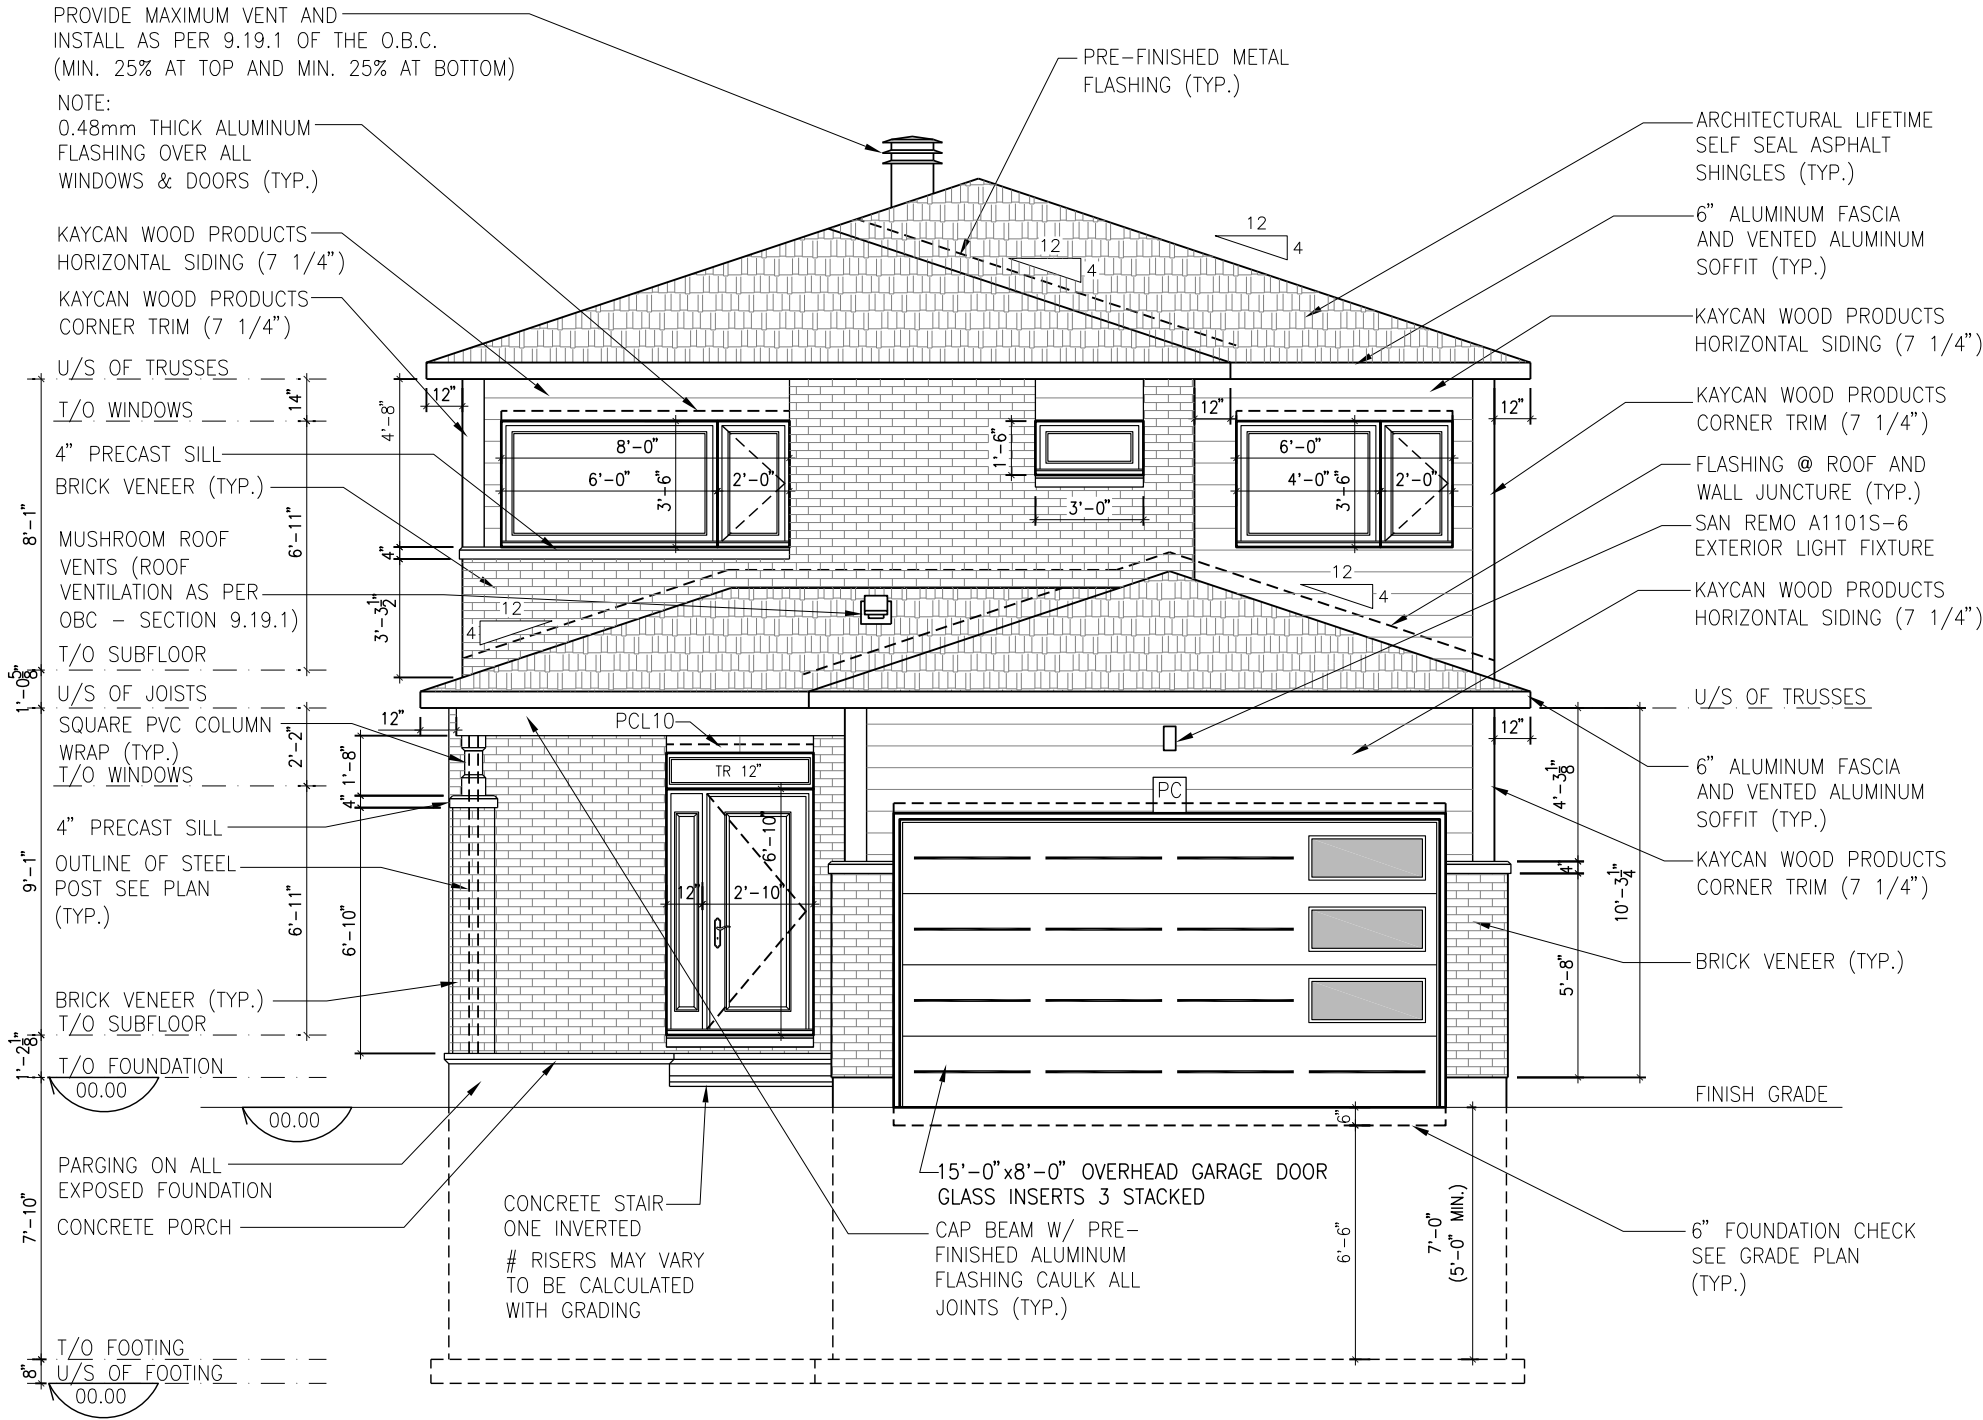 PROVIDE MAXIMUM VENT AND
INSTALL AS PER 9.19.1 OF THE O.B.C.
(MIN. 25% AT TOP AND MIN. 25% AT BOTTOM)
NOTE:
0.48mm THICK ALUMINUM
FLASHING OVER ALL
WINDOWS & DOORS (TYP.)
KAYCAN WOOD PRODUCTS
HORIZONTAL SIDING (7 1/4")
KAYCAN WOOD PRODUCTS
CORNER TRIM (7 1/4")
U/S OF TRUSSES
T/O WINDOWS
4" PRECAST SILL
BRICK VENEER (TYP.)
MUSHROOM ROOF
VENTS (ROOF
VENTILATION AS PER
OBC - SECTION 9.19.1)
T/O SUBFLOOR
U/S OF JOISTS
SQUARE PVC COLUMN
WRAP (TYP.)
T/O WINDOWS
4" PRECAST SILL
OUTLINE OF STEEL
POST SEE PLAN
(TYP.)
BRICK VENEER (TYP.)
T/O SUBFLOOR
T/O FOUNDATION
00.00
00.00
PARGING ON ALL
EXPOSED FOUNDATION
CONCRETE PORCH
T/O FOOTING
U/S OF FOOTING
00.00
8'-1"
1'-0 5/8"
9'-1"
1'-2 1/8"
7'-10"
8"
14"
6'-11"
2'-2"
6'-11"
4'-8"
4"
3'-3 1/2"
1'-8"
4"
6'-10"
12"
12"
12"
12"
12"
8'-0"
6'-0"
2'-0"
3'-6"
1'-6"
3'-0"
6'-0"
4'-0"
2'-0"
3'-6"
12
4
12
4
12
4
12
4
PCL10
TR 12"
6'-10"
12"
2'-10"
PC
4'-3 1/8"
4"
5'-8"
10'-3 1/4"
6"
6'-6"
7'-0"
(5'-0" MIN.)
CONCRETE STAIR
ONE INVERTED
# RISERS MAY VARY
TO BE CALCULATED
WITH GRADING
15'-0"x8'-0" OVERHEAD GARAGE DOOR
GLASS INSERTS 3 STACKED
CAP BEAM W/ PRE-
FINISHED ALUMINUM
FLASHING CAULK ALL
JOINTS (TYP.)
PRE-FINISHED METAL
FLASHING (TYP.)
ARCHITECTURAL LIFETIME
SELF SEAL ASPHALT
SHINGLES (TYP.)
6" ALUMINUM FASCIA
AND VENTED ALUMINUM
SOFFIT (TYP.)
KAYCAN WOOD PRODUCTS
HORIZONTAL SIDING (7 1/4")
KAYCAN WOOD PRODUCTS
CORNER TRIM (7 1/4")
FLASHING @ ROOF AND
WALL JUNCTURE (TYP.)
SAN REMO A1101S-6
EXTERIOR LIGHT FIXTURE
KAYCAN WOOD PRODUCTS
HORIZONTAL SIDING (7 1/4")
U/S OF TRUSSES
6" ALUMINUM FASCIA
AND VENTED ALUMINUM
SOFFIT (TYP.)
KAYCAN WOOD PRODUCTS
CORNER TRIM (7 1/4")
BRICK VENEER (TYP.)
FINISH GRADE
6" FOUNDATION CHECK
SEE GRADE PLAN
(TYP.)